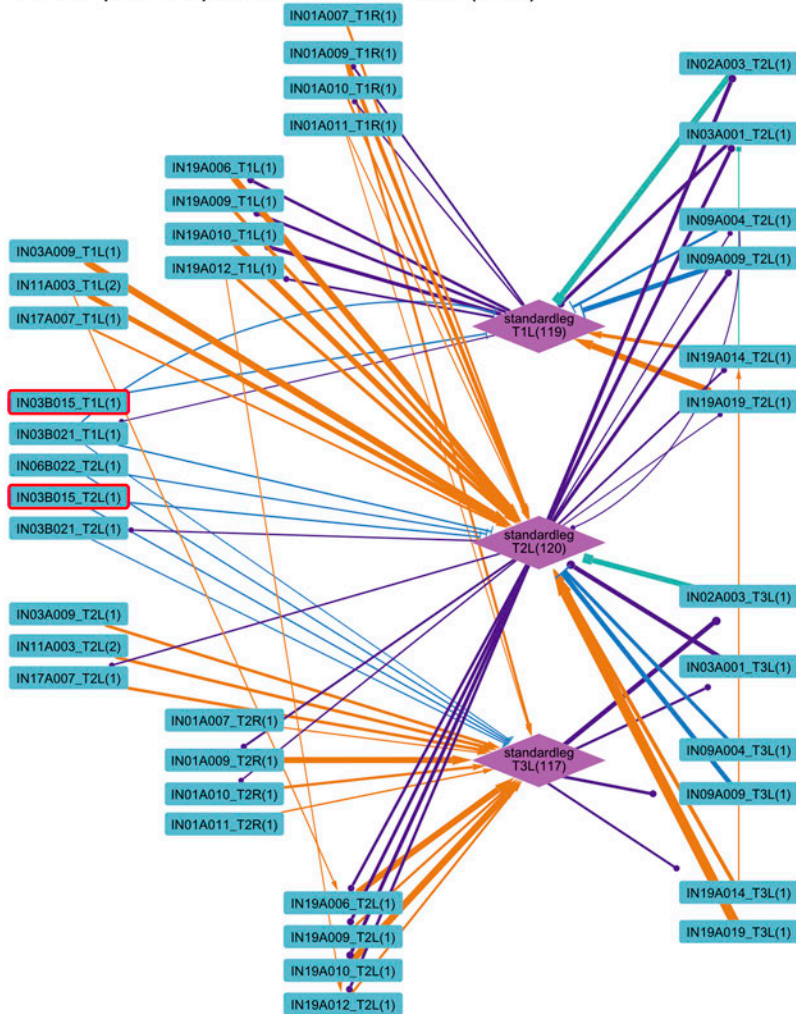 IN01A007_T1R(1)
IN01A009_T1R(1)
IN01A010_T1R(1)
IN01A011_T1R(1)
IN02A003_T2L(1)
IN03A001_T2L(1)
IN19A006_T1L(1)
IN19A009_T1L(1)
IN19A010_T1L(1)
IN19A012_T1L(1)
IN09A004_T2L(1)
IN09A009_T2L(1)
IN03A009_T1L(1)
IN11A003_T1L(2)
IN17A007_T1L(1)
standardleg
T1L(119)
IN19A014_T2L(1)
IN19A019_T2L(1)
IN03B015_T1L(1)
IN03B021_T1L(1)
IN06B022_T2L(1)
IN03B015_T2L(1)
IN03B021_T2L(1)
standardleg
T2L(120)
IN02A003_T3L(1)
IN03A001_T3L(1)
IN03A009_T2L(1)
IN11A003_T2L(2)
IN17A007_T2L(1)
IN01A007_T2R(1)
IN01A009_T2R(1)
IN01A010_T2R(1)
IN01A011_T2R(1)
standardleg
T3L(117)
IN09A004_T3L(1)
IN09A009_T3L(1)
IN19A006_T2L(1)
IN19A009_T2L(1)
IN19A010_T2L(1)
IN19A012_T2L(1)
IN19A014_T3L(1)
IN19A019_T3L(1)